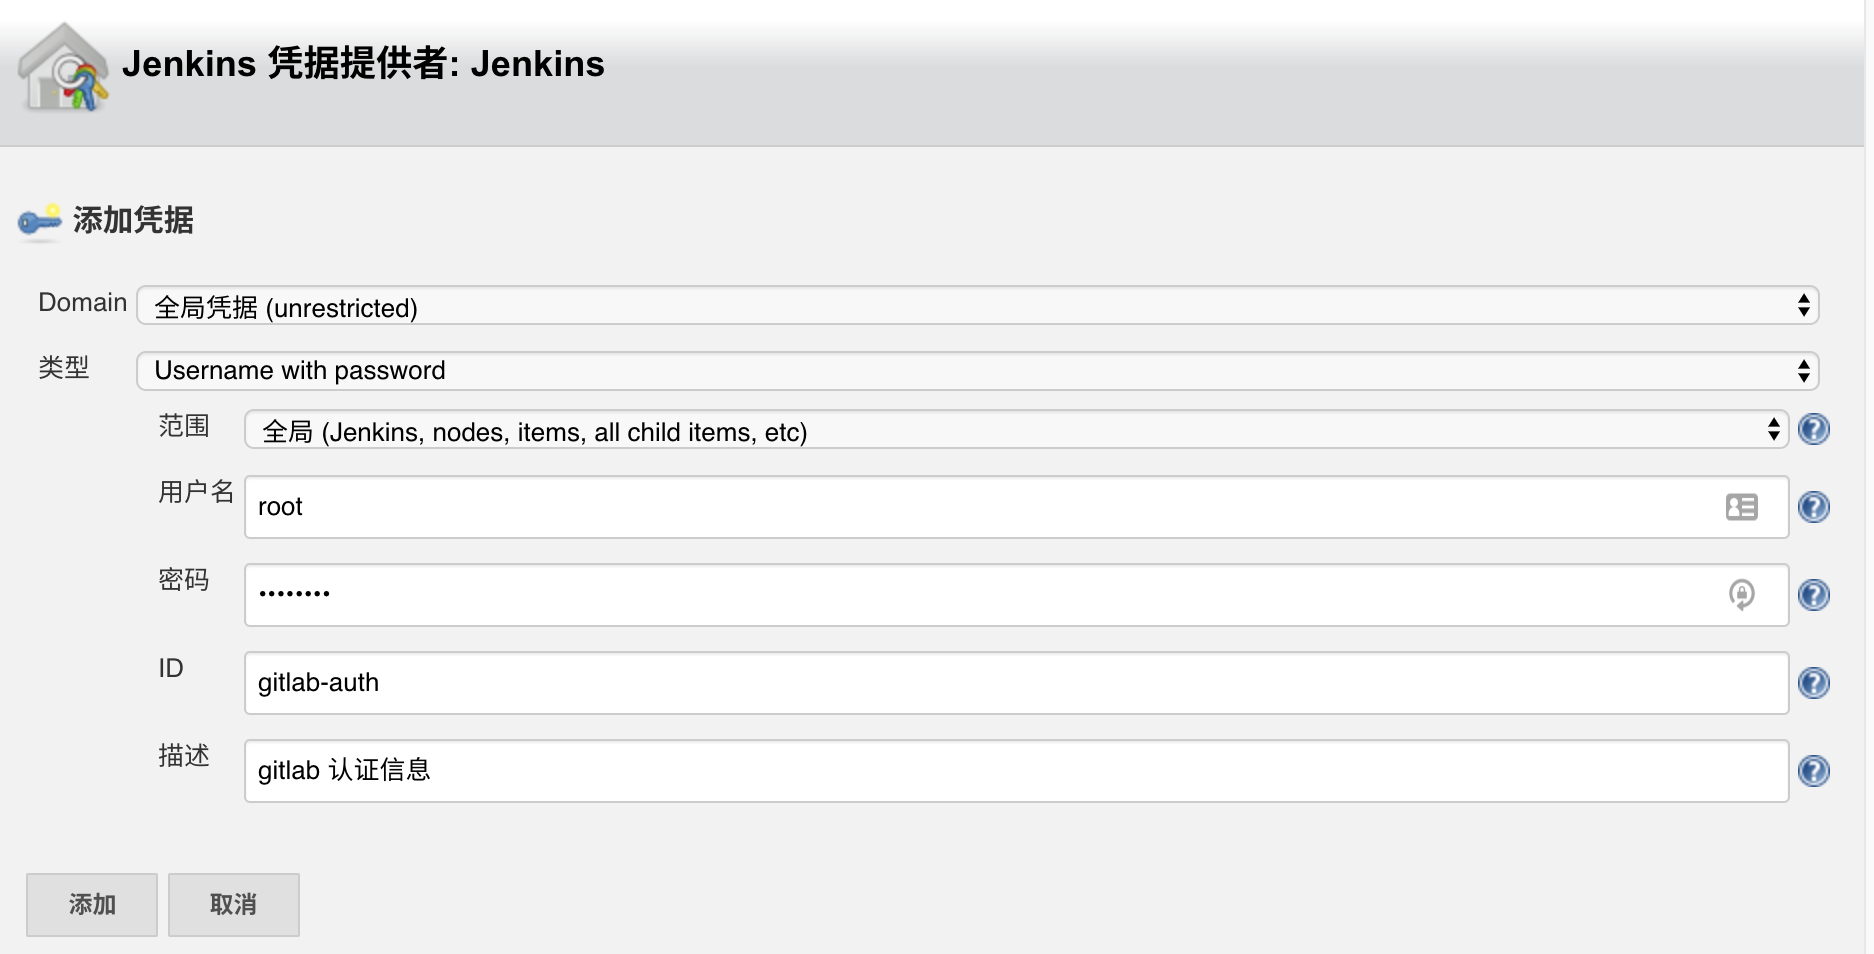 Jenkins 凭据提供者: Jenkins
添加凭据
Domain 全局凭据 (unrestricted)
类型 Username with password
范围 全局 (Jenkins, nodes, items, all child items, etc)
用户名 root
密码 ••••••••
ID gitlab-auth
描述 gitlab 认证信息
添加 取消